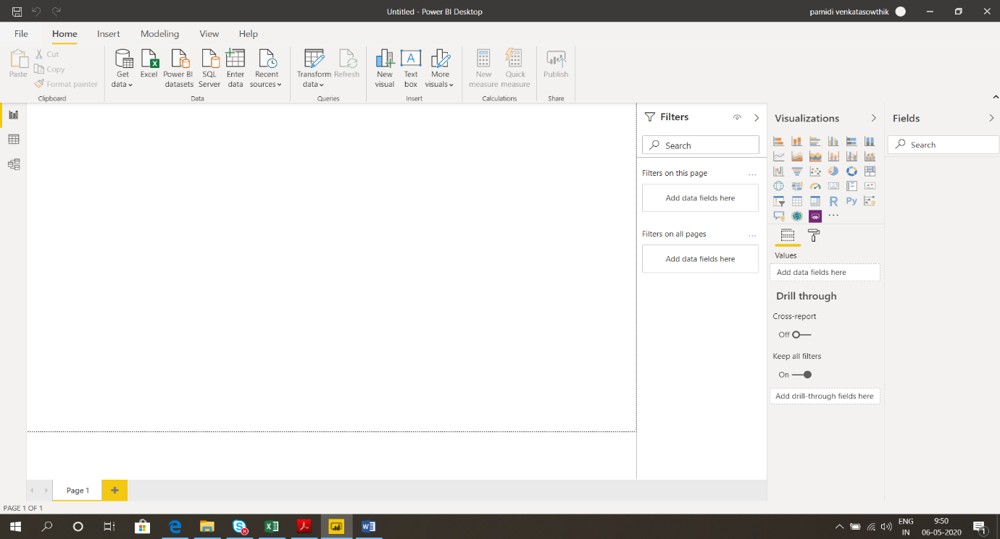 Untitled - Power BI Desktop
pamidi venkatasowthik
File Home Insert Modeling View Help
Paste
Cut
Copy
Format painter
Clipboard
Get data
Excel
Power BI datasets
SQL Server
Enter data
Recent sources
Data
Transform data
Refresh
Queries
New visual
Text box
More visuals
Insert
New measure
Quick measure
Calculations
Publish
Share
Filters
Search
Filters on this page
...
Add data fields here
Filters on all pages
...
Add data fields here
Visualizations
123
R
Py
...
Values
Add data fields here
Drill through
Cross-report
Off
Keep all filters
On
Add drill-through fields here
Fields
Search
Page 1
PAGE 1 OF 1
ENG
IN
9:50
06-05-2020
1